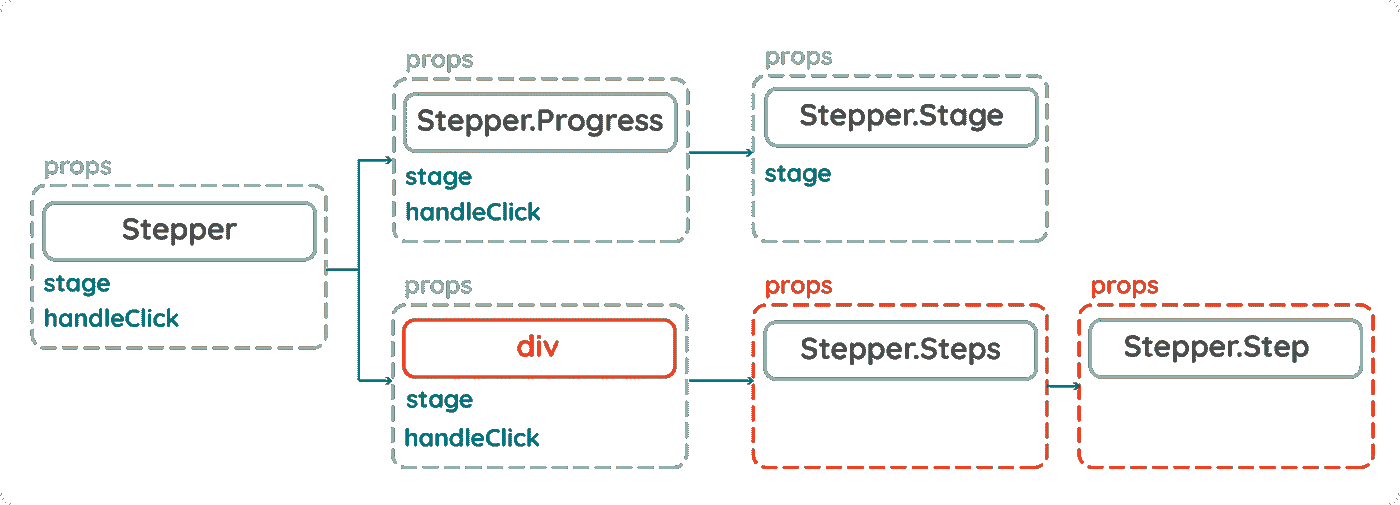 props
Stepper
stage
handleClick
props
Stepper.Progress
stage
handleClick
props
Stepper.Stage
stage
props
div
stage
handleClick
props
Stepper.Steps
props
Stepper.Step